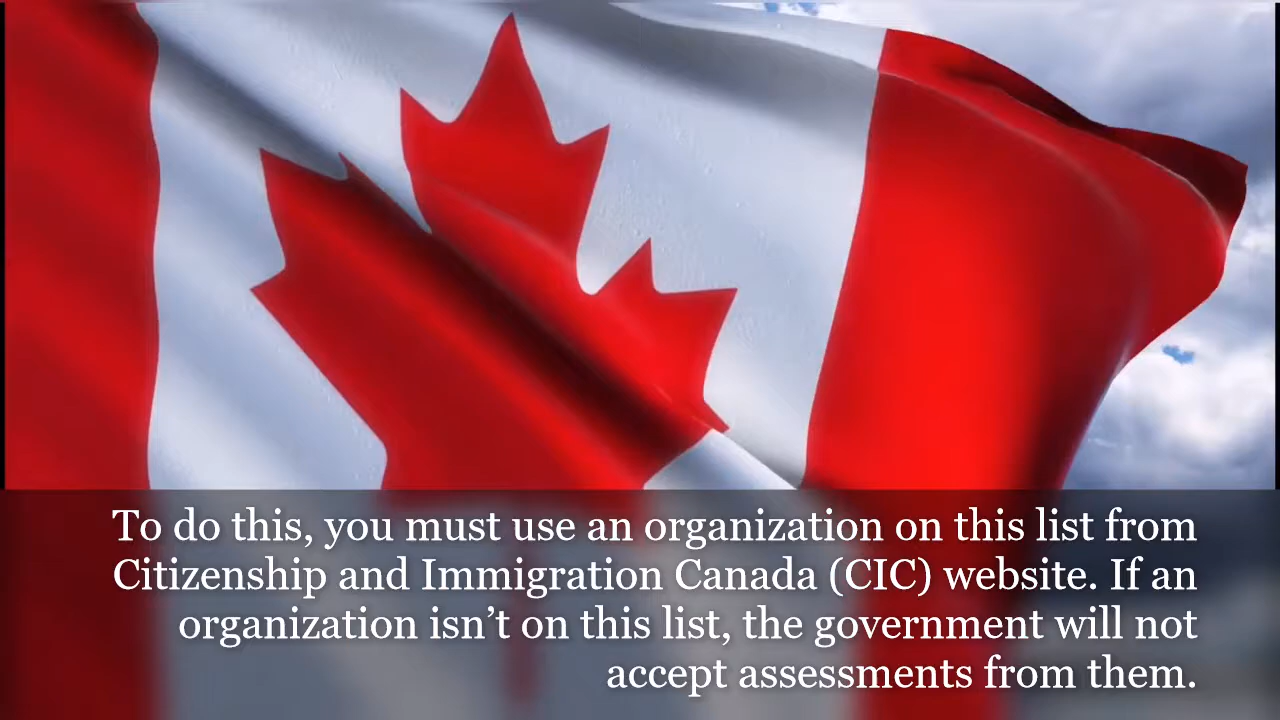 To do this, you must use an organization on this list from
Citizenship and Immigration Canada (CIC) website. If an
organization isn’t on this list, the government will not
accept assessments from them.